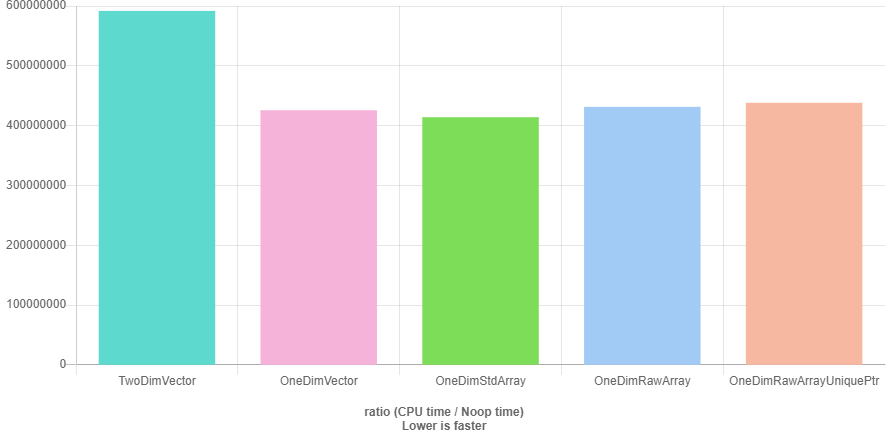 600000000
500000000
400000000
300000000
200000000
100000000
0
TwoDimVector OneDimVector OneDimStdArray OneDimRawArray OneDimRawArrayUniquePtr
ratio (CPU time / Noop time)
Lower is faster